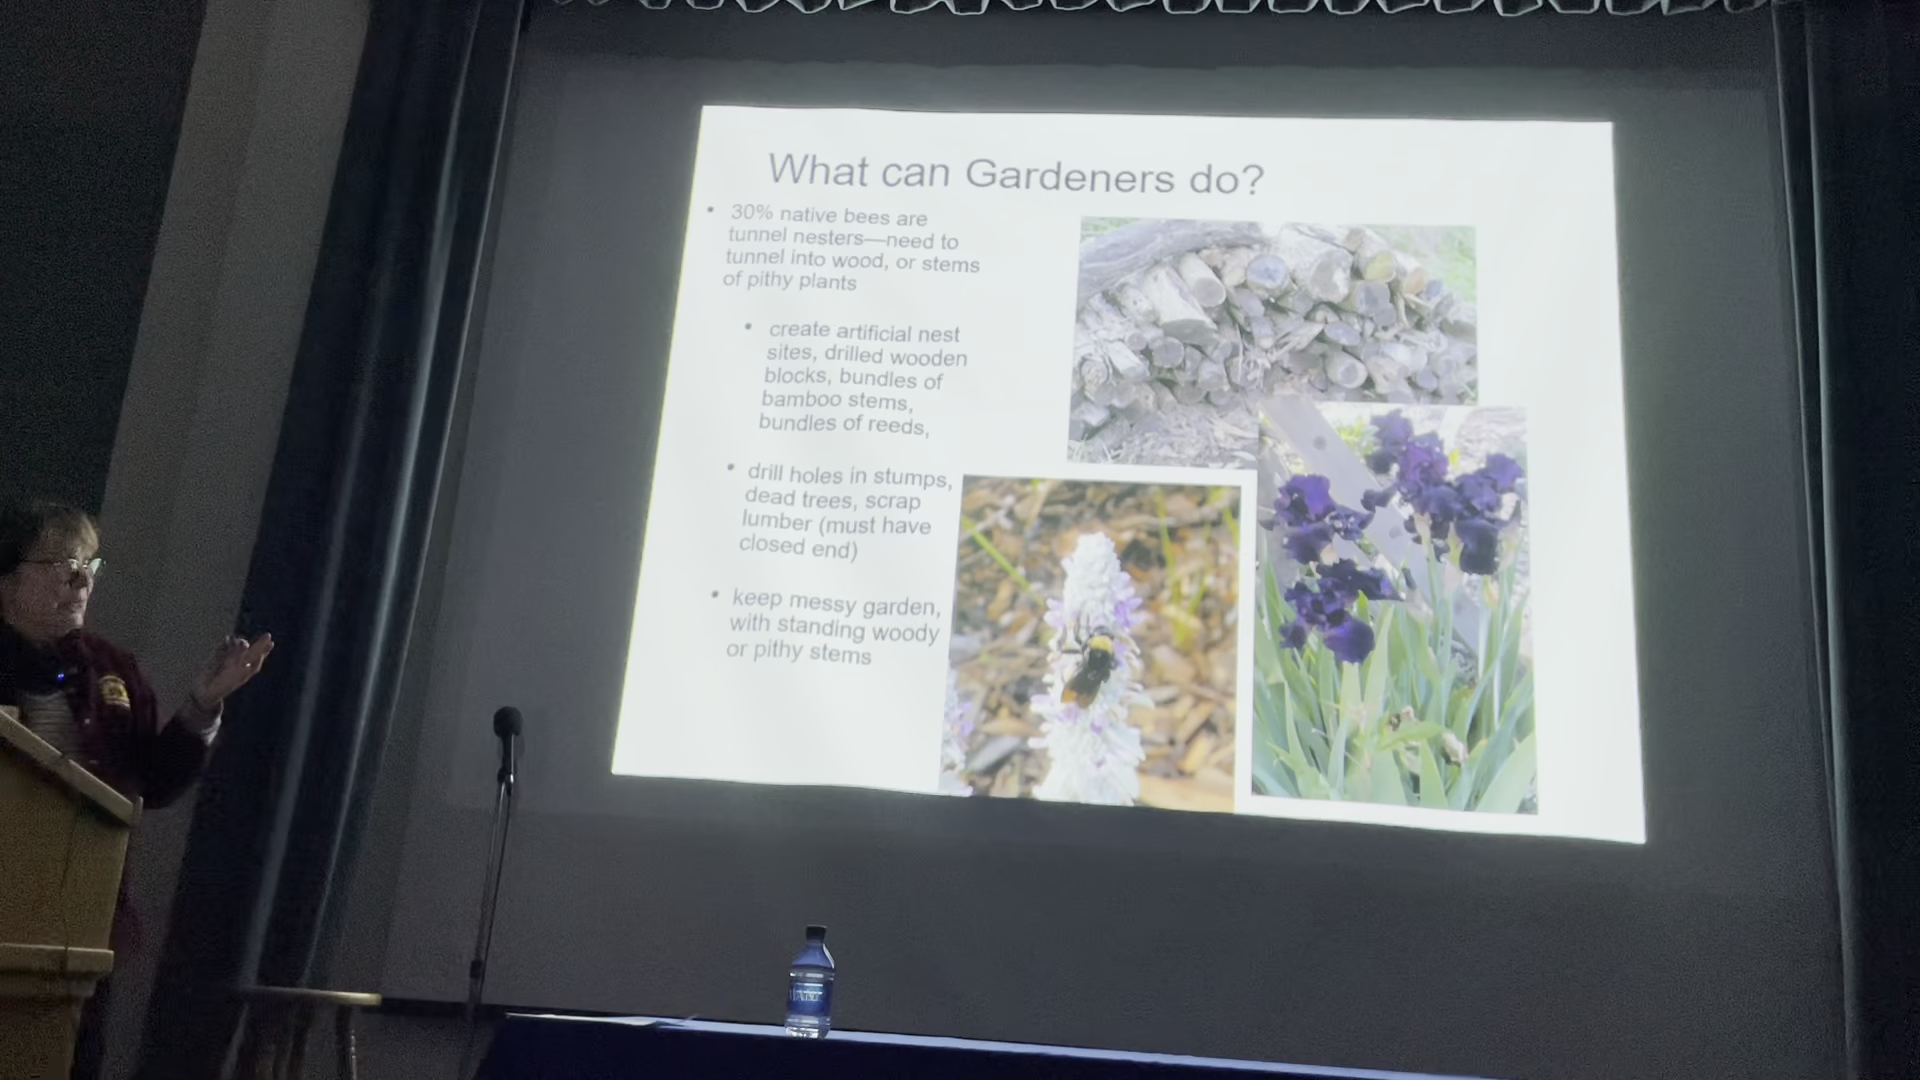 What can Gardeners do?
• 30% native bees are
tunnel nesters—need to
tunnel into wood, or stems
of pithy plants
• create artificial nest
sites, drilled wooden
blocks, bundles of
bamboo stems,
bundles of reeds,
• drill holes in stumps,
dead trees, scrap
lumber (must have
closed end)
• keep messy garden,
with standing woody
or pithy stems